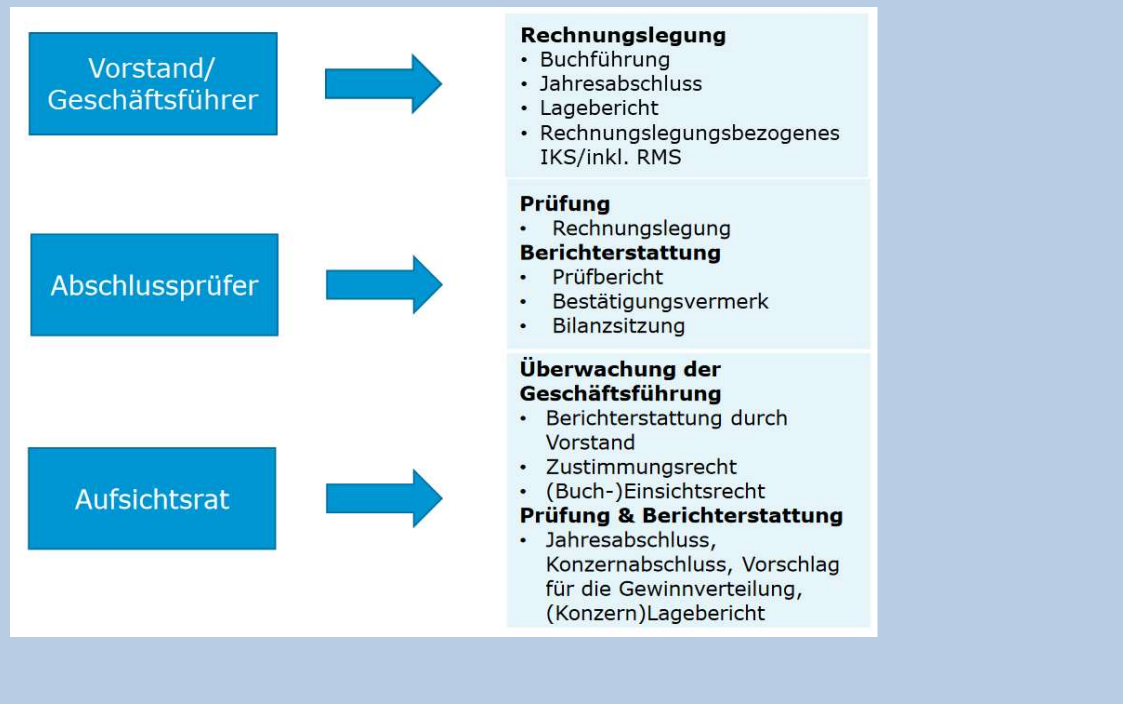 Vorstand/
Geschäftsführer
Rechnungslegung
• Buchführung
• Jahresabschluss
• Lagebericht
• Rechnungslegungsbezogenes
IKS/inkl. RMS
Abschlussprüfer
Prüfung
• Rechnungslegung
Berichterstattung
• Prüfbericht
• Bestätigungsvermerk
• Bilanzsitzung
Aufsichtsrat
Überwachung der
Geschäftsführung
• Berichterstattung durch
Vorstand
• Zustimmungsrecht
• (Buch-)Einsichtsrecht
Prüfung & Berichterstattung
• Jahresabschluss,
Konzernabschluss, Vorschlag
für die Gewinnverteilung,
(Konzern)Lagebericht